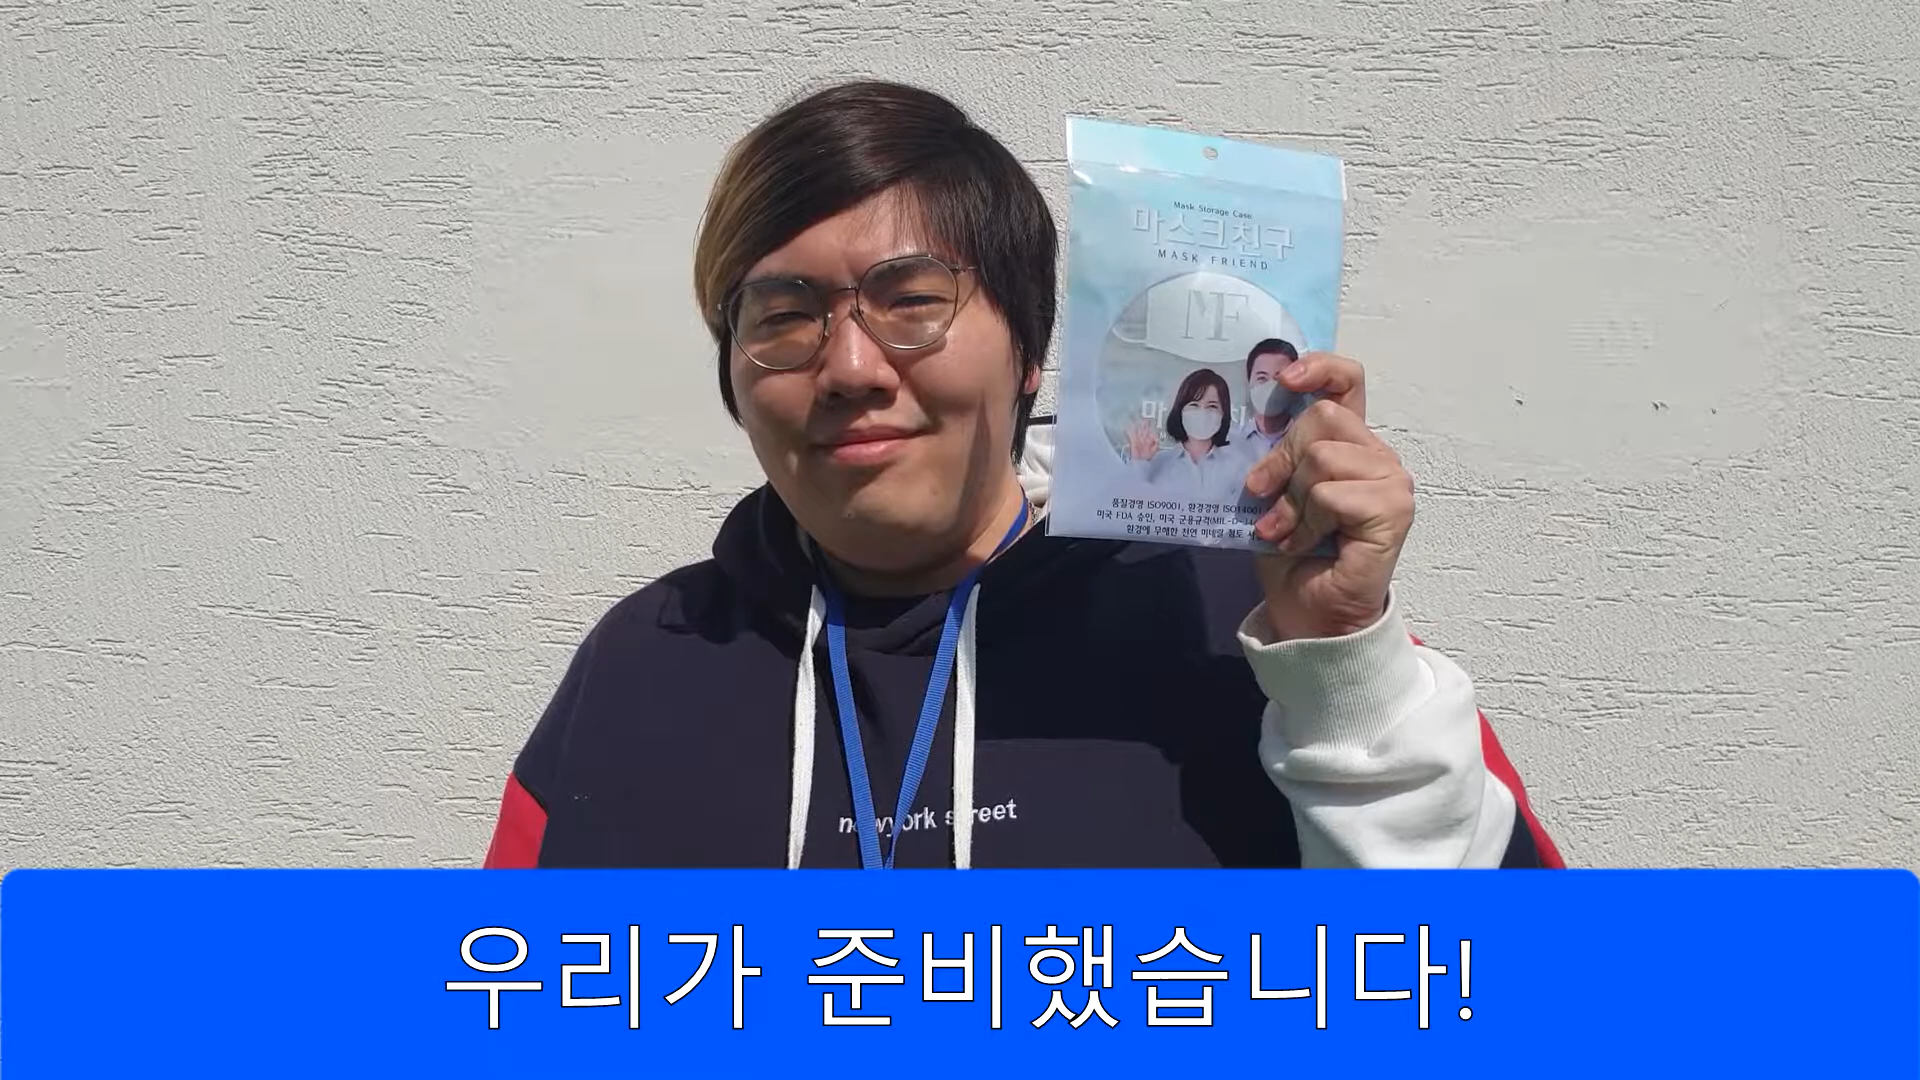 Mask Storage Case
마스크친구
MASK FRIEND
MF
품질경영 ISO9001, 환경경영 ISO14001
미국 FDA 승인, 미국 군용규격(MIL-D-
환경에 무해한 천연 미네랄 점토
newyork street
우리가 준비했습니다!